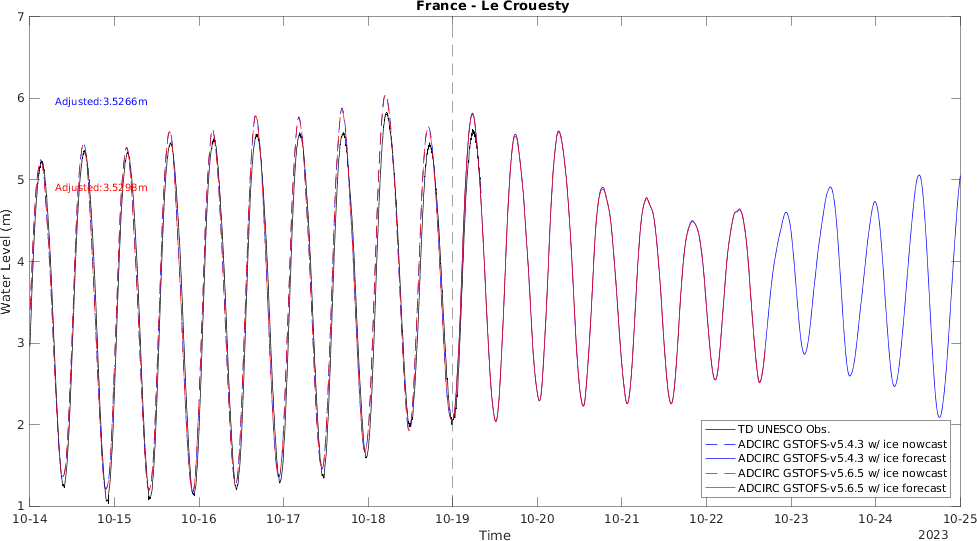 France - Le Crouesty
7
6
5
4
3
2
1
Water Level (m)
Adjusted:3.5266m
Adjusted:3.5293m
TD UNESCO Obs.
ADCIRC GSTOFS-v5.4.3 w/ ice nowcast
ADCIRC GSTOFS-v5.4.3 w/ ice forecast
ADCIRC GSTOFS-v5.6.5 w/ ice nowcast
ADCIRC GSTOFS-v5.6.5 w/ ice forecast
10-14 10-15 10-16 10-17 10-18 10-19 10-20 10-21 10-22 10-23 10-24 10-25
Time
2023